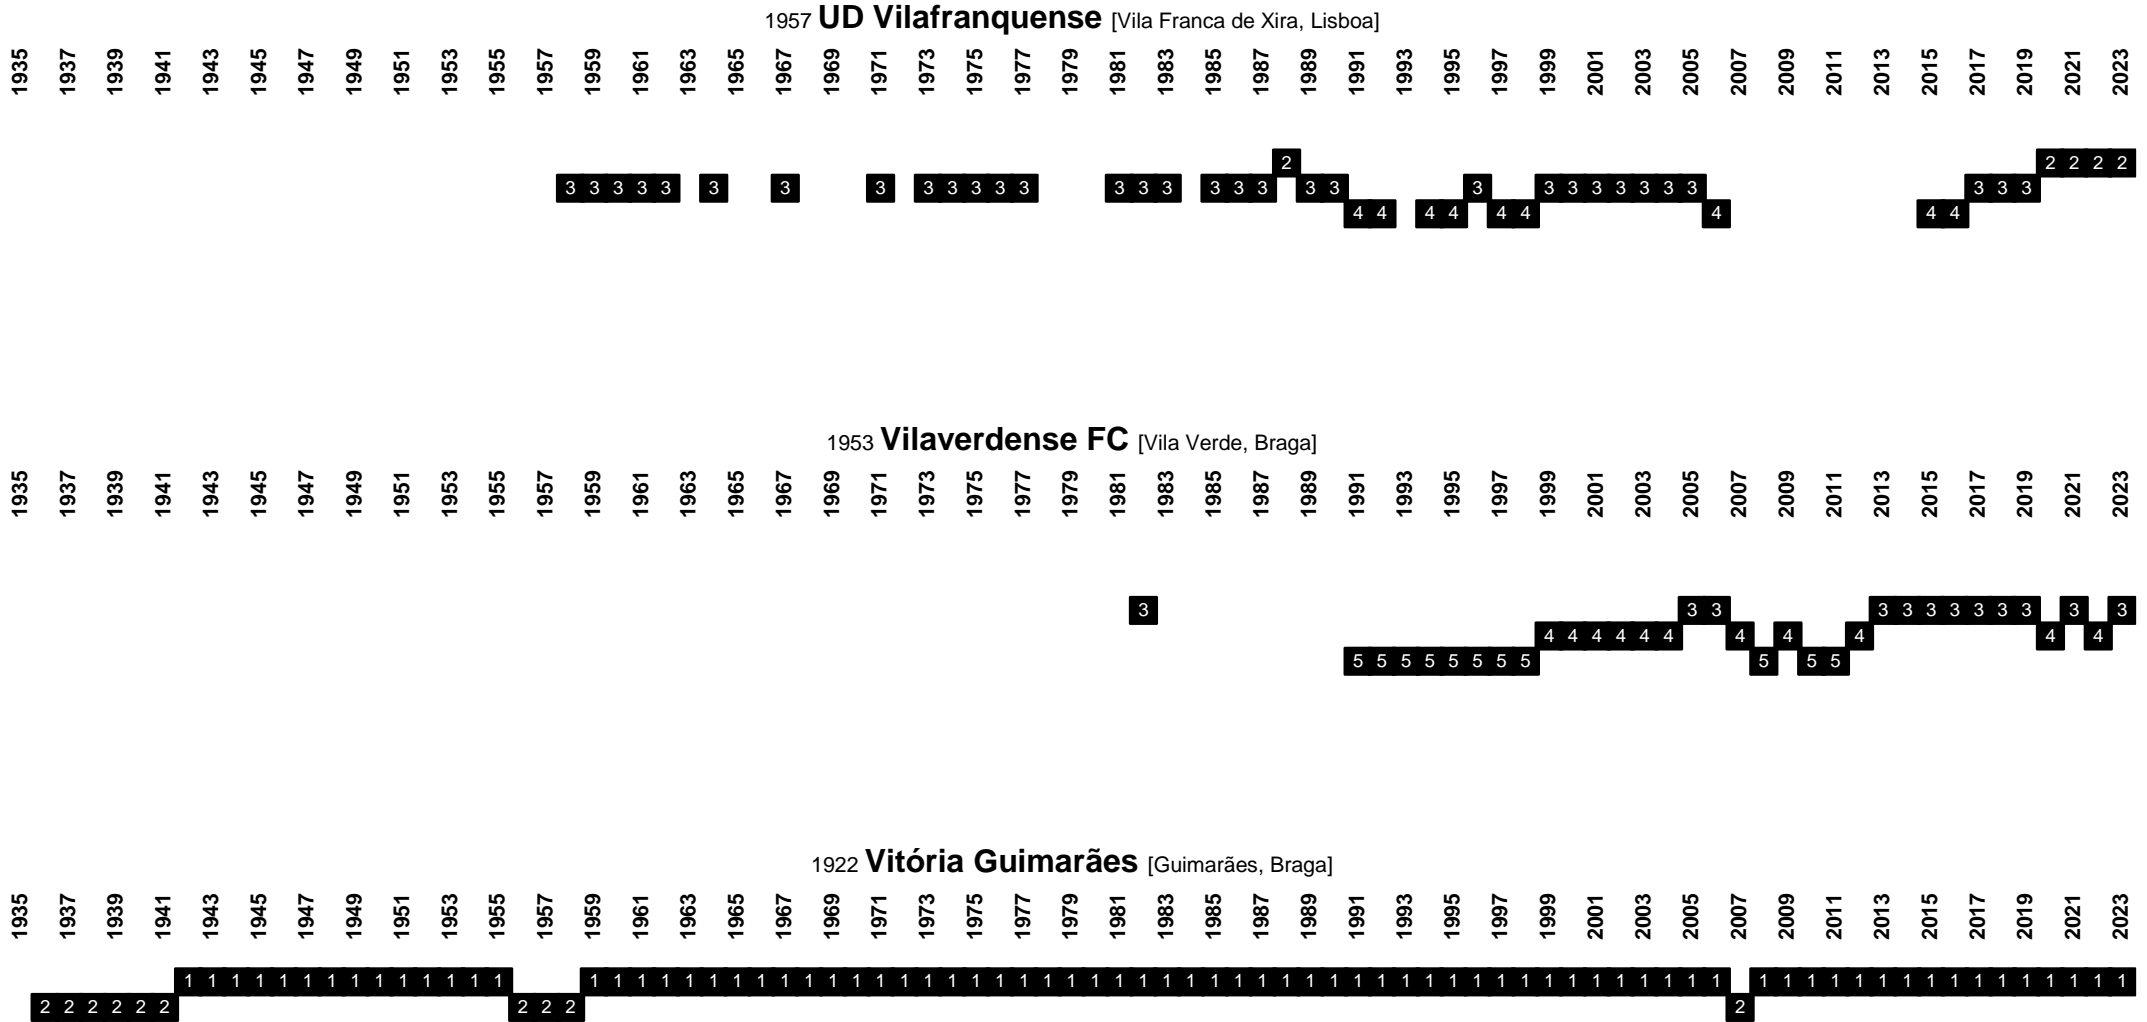 1957 UD Vilafranquense [Vila Franca de Xira, Lisboa]
1935 1937 1939 1941 1943 1945 1947 1949 1951 1953 1955 1957 1959 1961 1963 1965 1967 1969 1971 1973 1975 1977 1979 1981 1983 1985 1987 1989 1991 1993 1995 1997 1999 2001 2003 2005 2007 2009 2011 2013 2015 2017 2019 2021 2023
2 2 2 2 2
3 3 3 3 3 3 3 3 3 3 3 3 3 3 3 3 3 3 3 3 3 3 3 3 3 3 3 3 3 3 3 3
4 4 4 4 4 4 4 4 4
1953 Vilaverdense FC [Vila Verde, Braga]
1935 1937 1939 1941 1943 1945 1947 1949 1951 1953 1955 1957 1959 1961 1963 1965 1967 1969 1971 1973 1975 1977 1979 1981 1983 1985 1987 1989 1991 1993 1995 1997 1999 2001 2003 2005 2007 2009 2011 2013 2015 2017 2019 2021 2023
3 3 3 3 3 3 3 3 3 3 3 3
4 4 4 4 4 4 4 4 4 4 4
5 5 5 5 5 5 5 5 5 5 5
1922 Vitória Guimarães [Guimarães, Braga]
1935 1937 1939 1941 1943 1945 1947 1949 1951 1953 1955 1957 1959 1961 1963 1965 1967 1969 1971 1973 1975 1977 1979 1981 1983 1985 1987 1989 1991 1993 1995 1997 1999 2001 2003 2005 2007 2009 2011 2013 2015 2017 2019 2021 2023
1 1 1 1 1 1 1 1 1 1 1 1 1 1 1 1 1 1 1 1 1 1 1 1 1 1 1 1 1 1 1 1 1 1 1 1 1 1 1 1 1 1 1 1 1 1 1 1 1 1 1 1 1 1 1 1 1 1 1 1 1 1 1 1 1 1 1 1 1 1 1 1 1 1 1 1 1 1
2 2 2 2 2 2 2 2 2 2